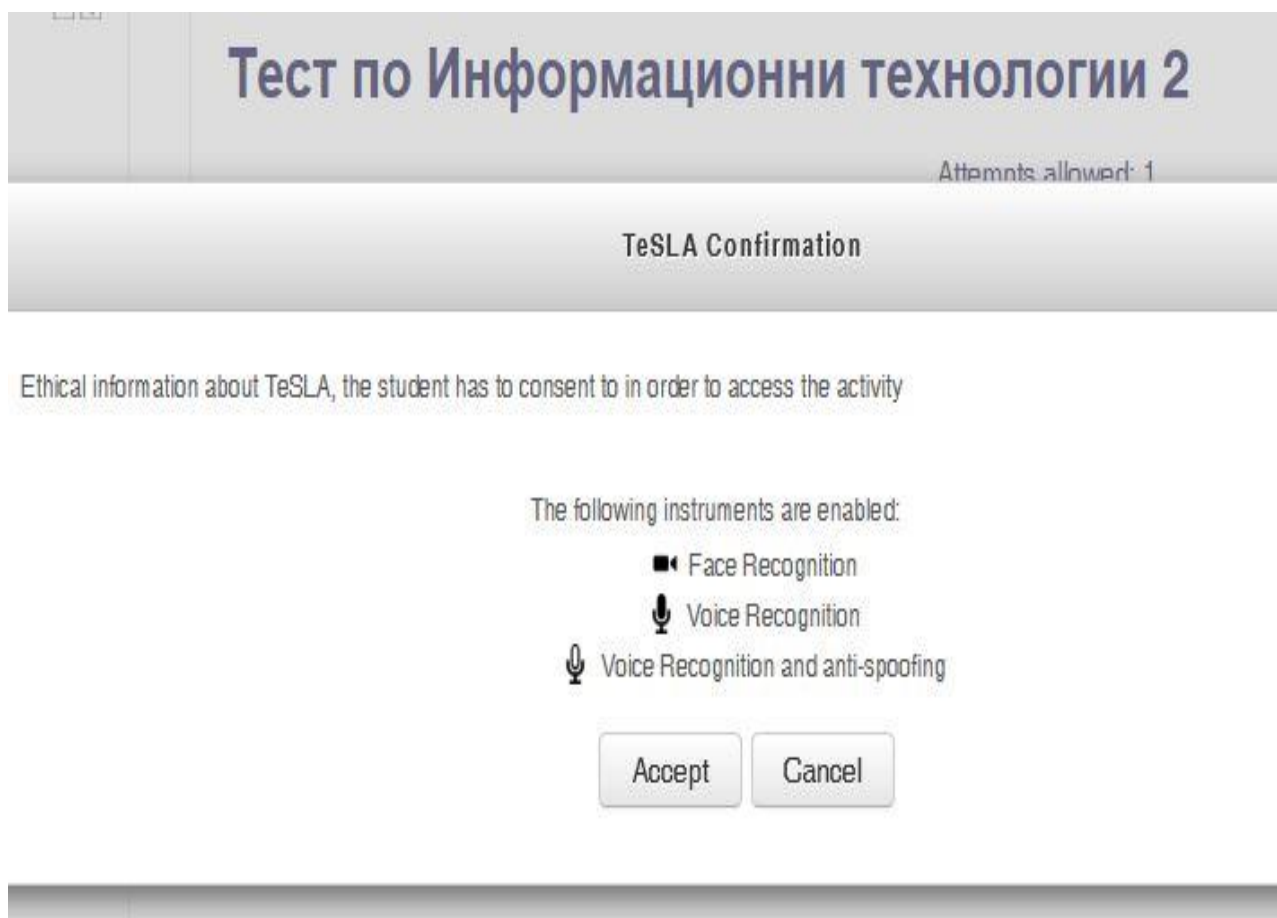 Тест по Информационни технологии 2
Attempts allowed: 1
TeSLA Confirmation
Ethical information about TeSLA, the student has to consent to in order to access the activity
The following instruments are enabled:
Face Recognition
Voice Recognition
Voice Recognition and anti-spoofing
Accept
Cancel